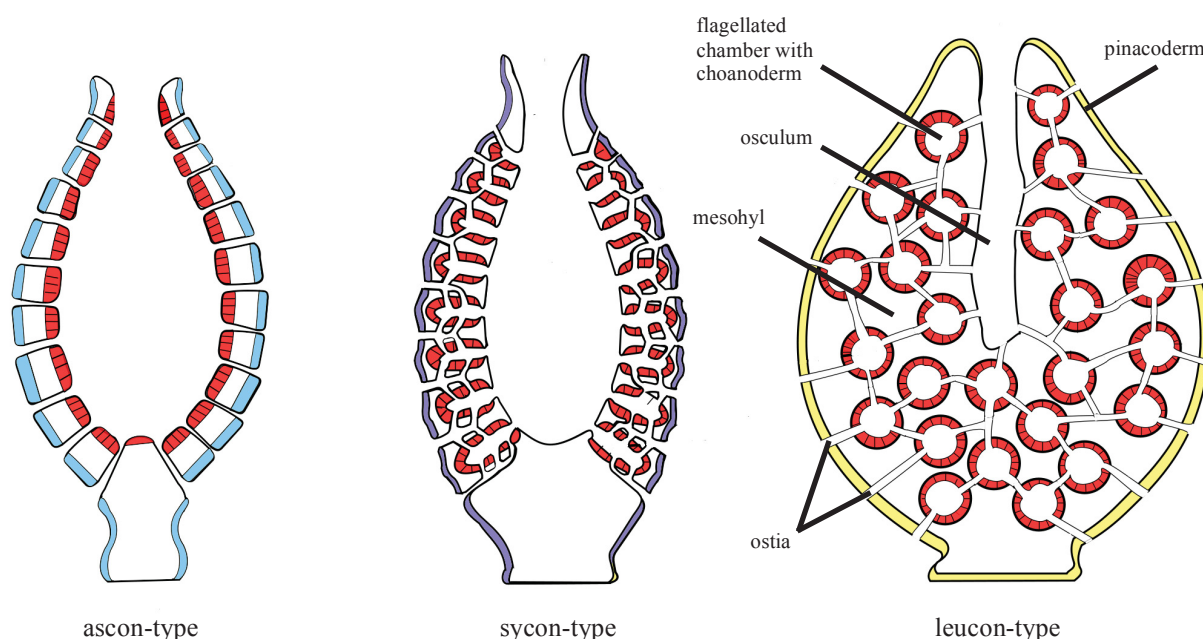 flagellated
chamber with
choanoderm
pinacoderm
osculum
mesohyl
ostia
ascon-type
sycon-type
leucon-type